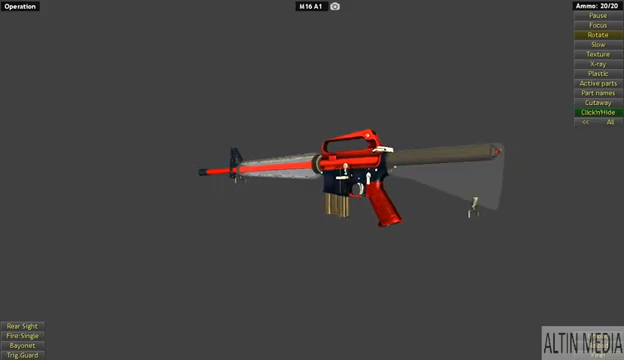 Operation
M16 A1
Ammo: 20/20
Pause
Focus
Rotate
Slow
Texture
X-ray
Plastic
Active parts
Part names
Cutaway
Click'n'Hide
<< All
Rear Sight
Fire:Single
Bayonet
Trig.Guard
ALTIN MEDIA